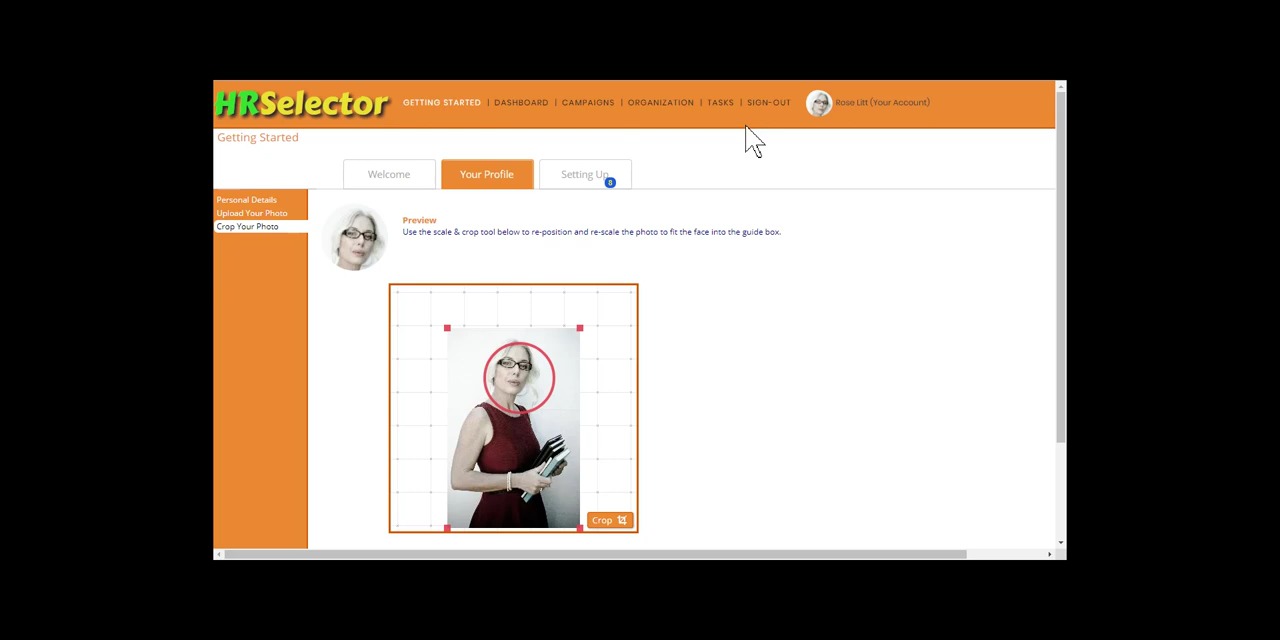 HRSelector
GETTING STARTED | DASHBOARD | CAMPAIGNS | ORGANIZATION | TASKS | SIGN-OUT
Rose Litt (Your Account)
Getting Started
Welcome
Your Profile
Setting Up
8
Personal Details
Upload Your Photo
Crop Your Photo
Preview
Use the scale & crop tool below to re-position and re-scale the photo to fit the face into the guide box.
Crop